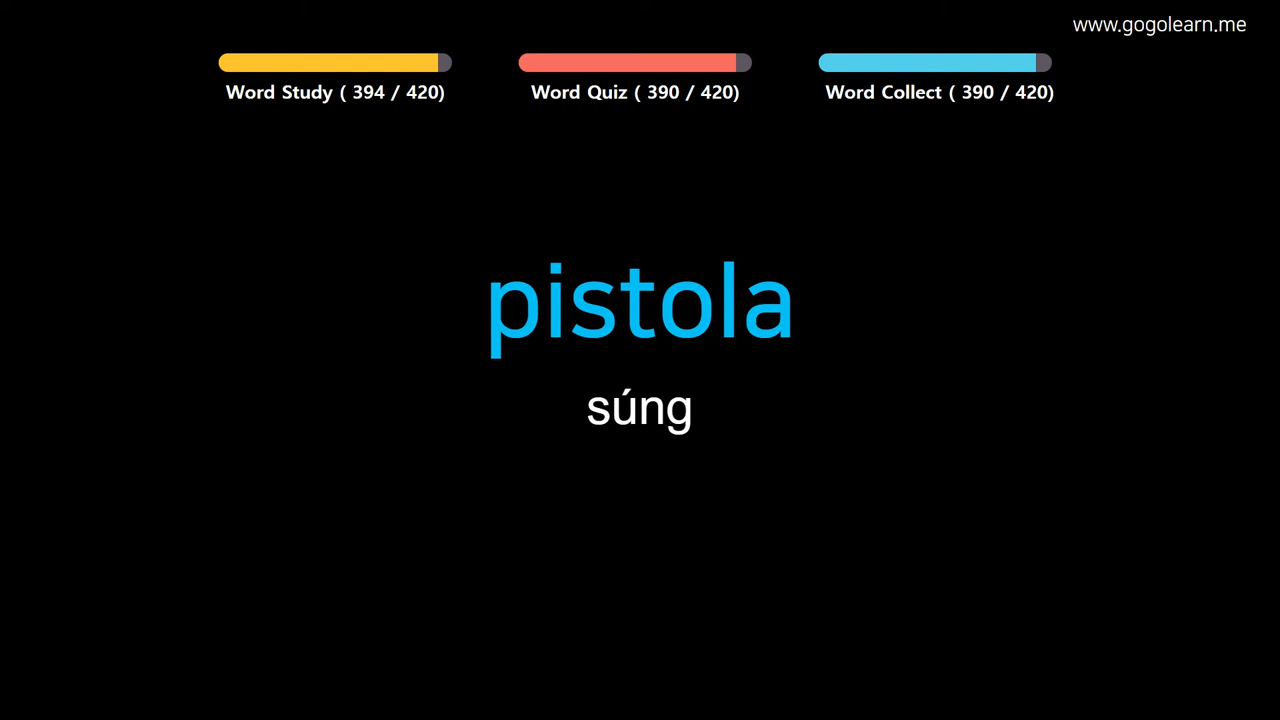 www.gogolearn.me
Word Study ( 394 / 420)
Word Quiz ( 390 / 420)
Word Collect ( 390 / 420)
pistola
súng